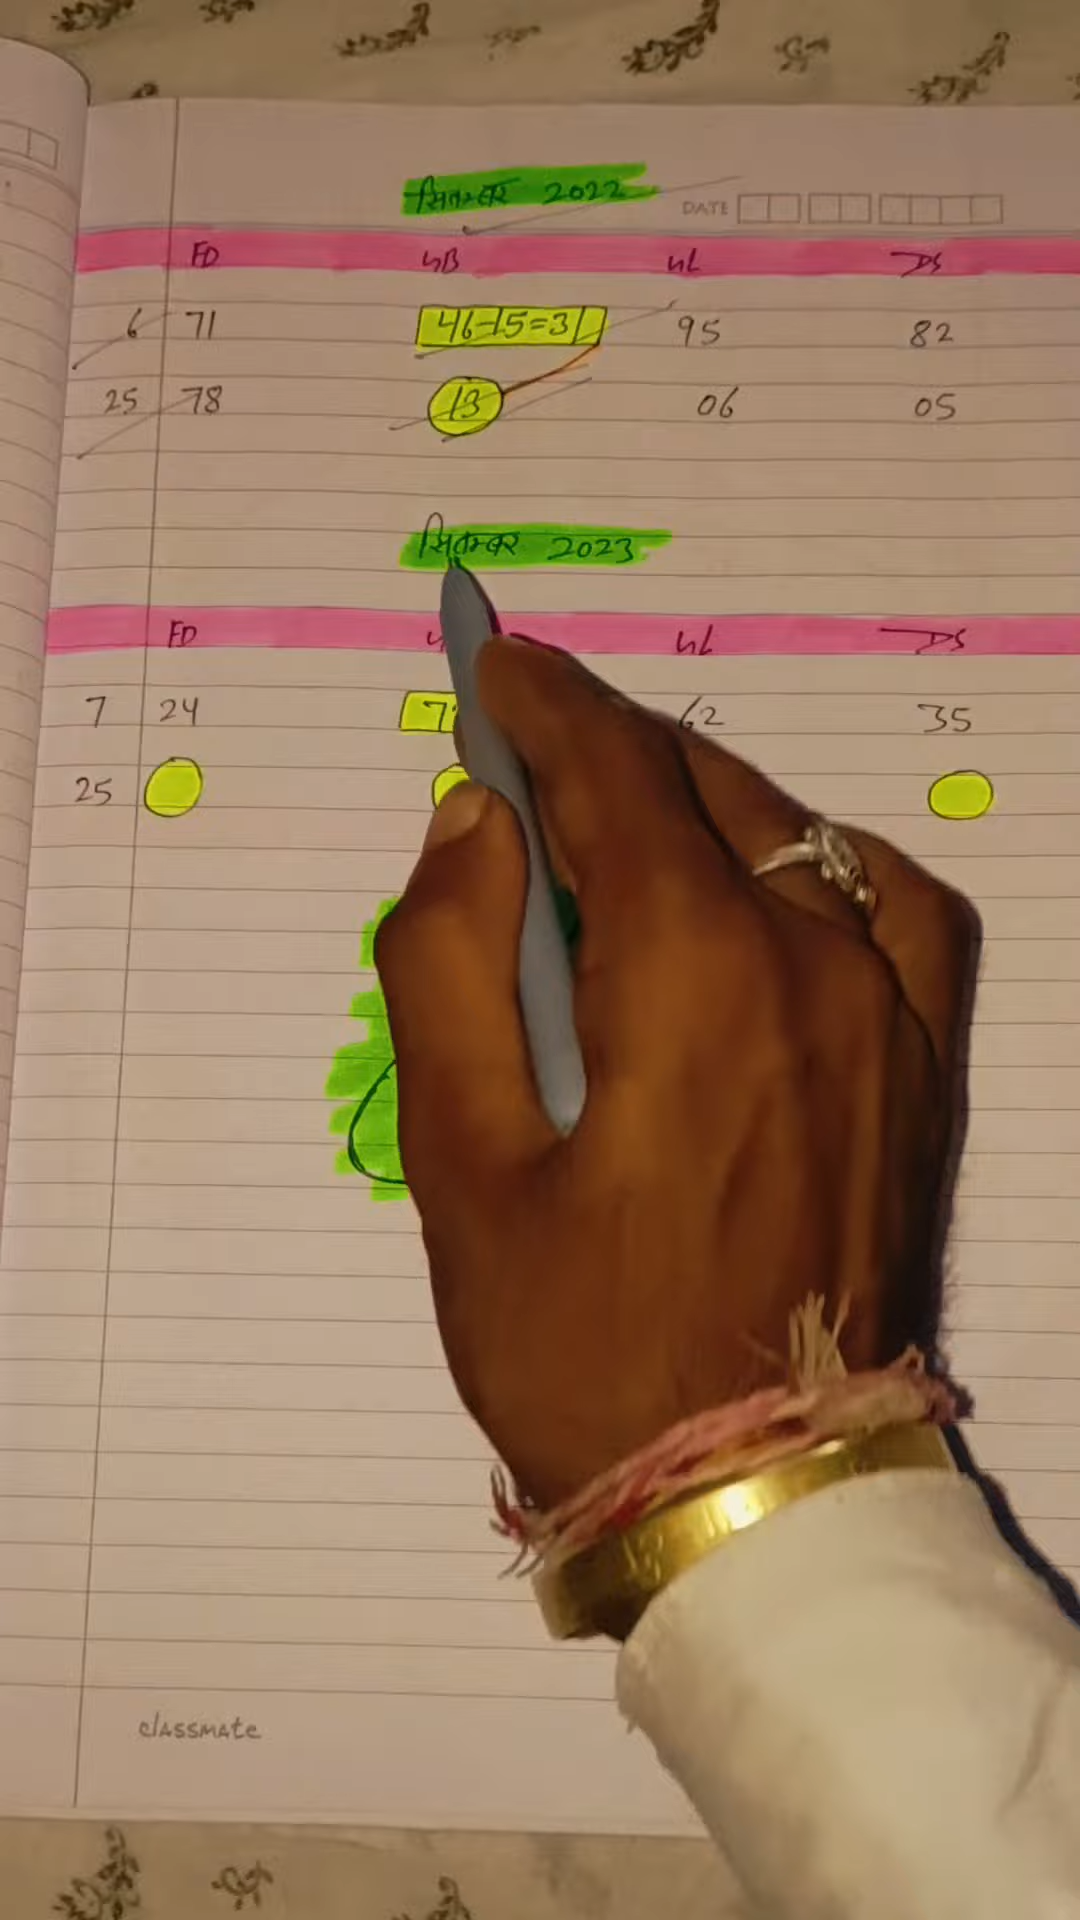 सितम्बर 2022
DATE
FD GB GL DS
6 71 46-15=31 95 82
25 78 13 06 05
सितम्बर 2023
FD GL DS
7 24 62 35
25
classmate